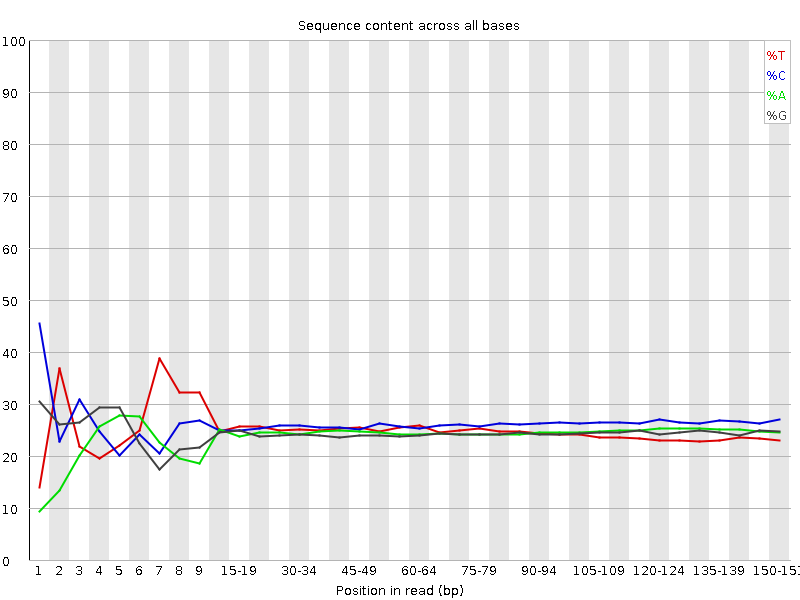 Sequence content across all bases
100
90
80
70
60
50
40
30
20
10
0
%T
%C
%A
%G
1 2 3 4 5 6 7 8 9 15-19 30-34 45-49 60-64 75-79 90-94 105-109 120-124 135-139 150-151
Position in read (bp)